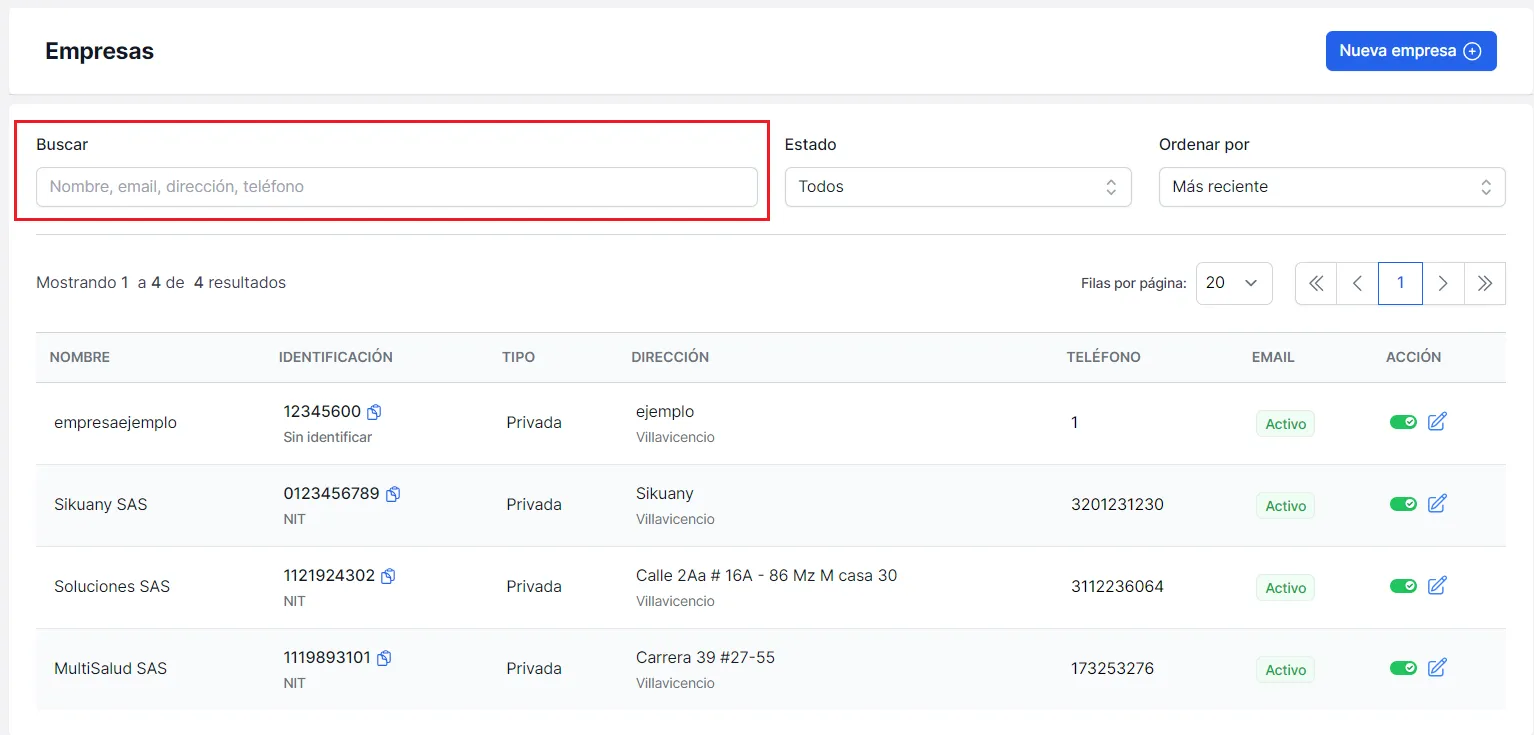 Empresas
Nueva empresa
Buscar
Estado
Ordenar por
Nombre, email, dirección, teléfono
Todos
Más reciente
Mostrando 1 a 4 de 4 resultados
Filas por página:
20
1
NOMBRE IDENTIFICACIÓN TIPO DIRECCIÓN TELÉFONO EMAIL ACCIÓN
empresaejemplo 12345600 Privada ejemplo 1 Activo
Sin identificar Villavicencio
Sikuany SAS 0123456789 Privada Sikuany 3201231230 Activo
NIT Villavicencio
Soluciones SAS 1121924302 Privada Calle 2Aa # 16A - 86 Mz M casa 30 3112236064 Activo
NIT Villavicencio
MultiSalud SAS 1119893101 Privada Carrera 39 #27-55 173253276 Activo
NIT Villavicencio